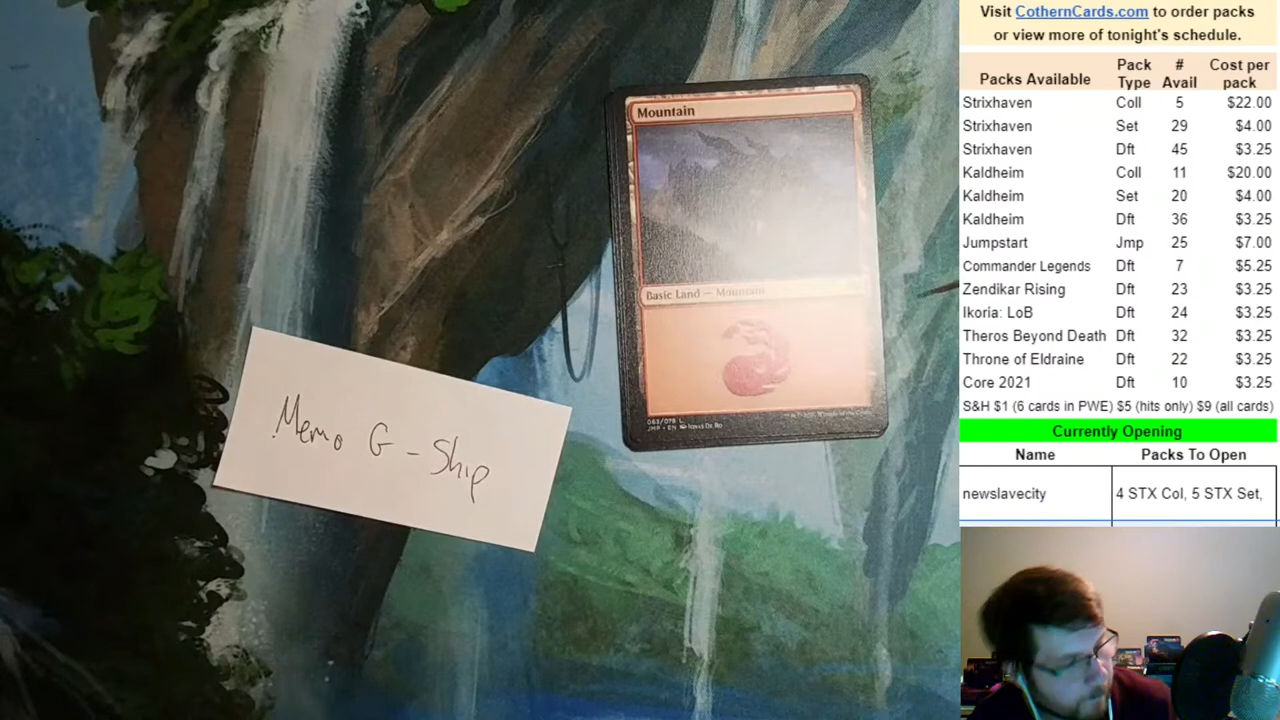 Visit CothernCards.com to order packs
or view more of tonight's schedule.
Packs Available Pack Type # Avail Cost per pack
Strixhaven Coll 5 $22.00
Strixhaven Set 29 $4.00
Strixhaven Dft 45 $3.25
Kaldheim Coll 11 $20.00
Kaldheim Set 20 $4.00
Kaldheim Dft 36 $3.25
Jumpstart Jmp 25 $7.00
Commander Legends Dft 7 $5.25
Zendikar Rising Dft 23 $3.25
Ikoria: LoB Dft 24 $3.25
Theros Beyond Death Dft 32 $3.25
Throne of Eldraine Dft 22 $3.25
Core 2021 Dft 10 $3.25
S&H $1 (6 cards in PWE) $5 (hits only) $9 (all cards)
Currently Opening
Name Packs To Open
newslavecity 4 STX Col, 5 STX Set,
Mountain
Basic Land — Mountain
063/078 L
JMP • EN
Memo G - Ship